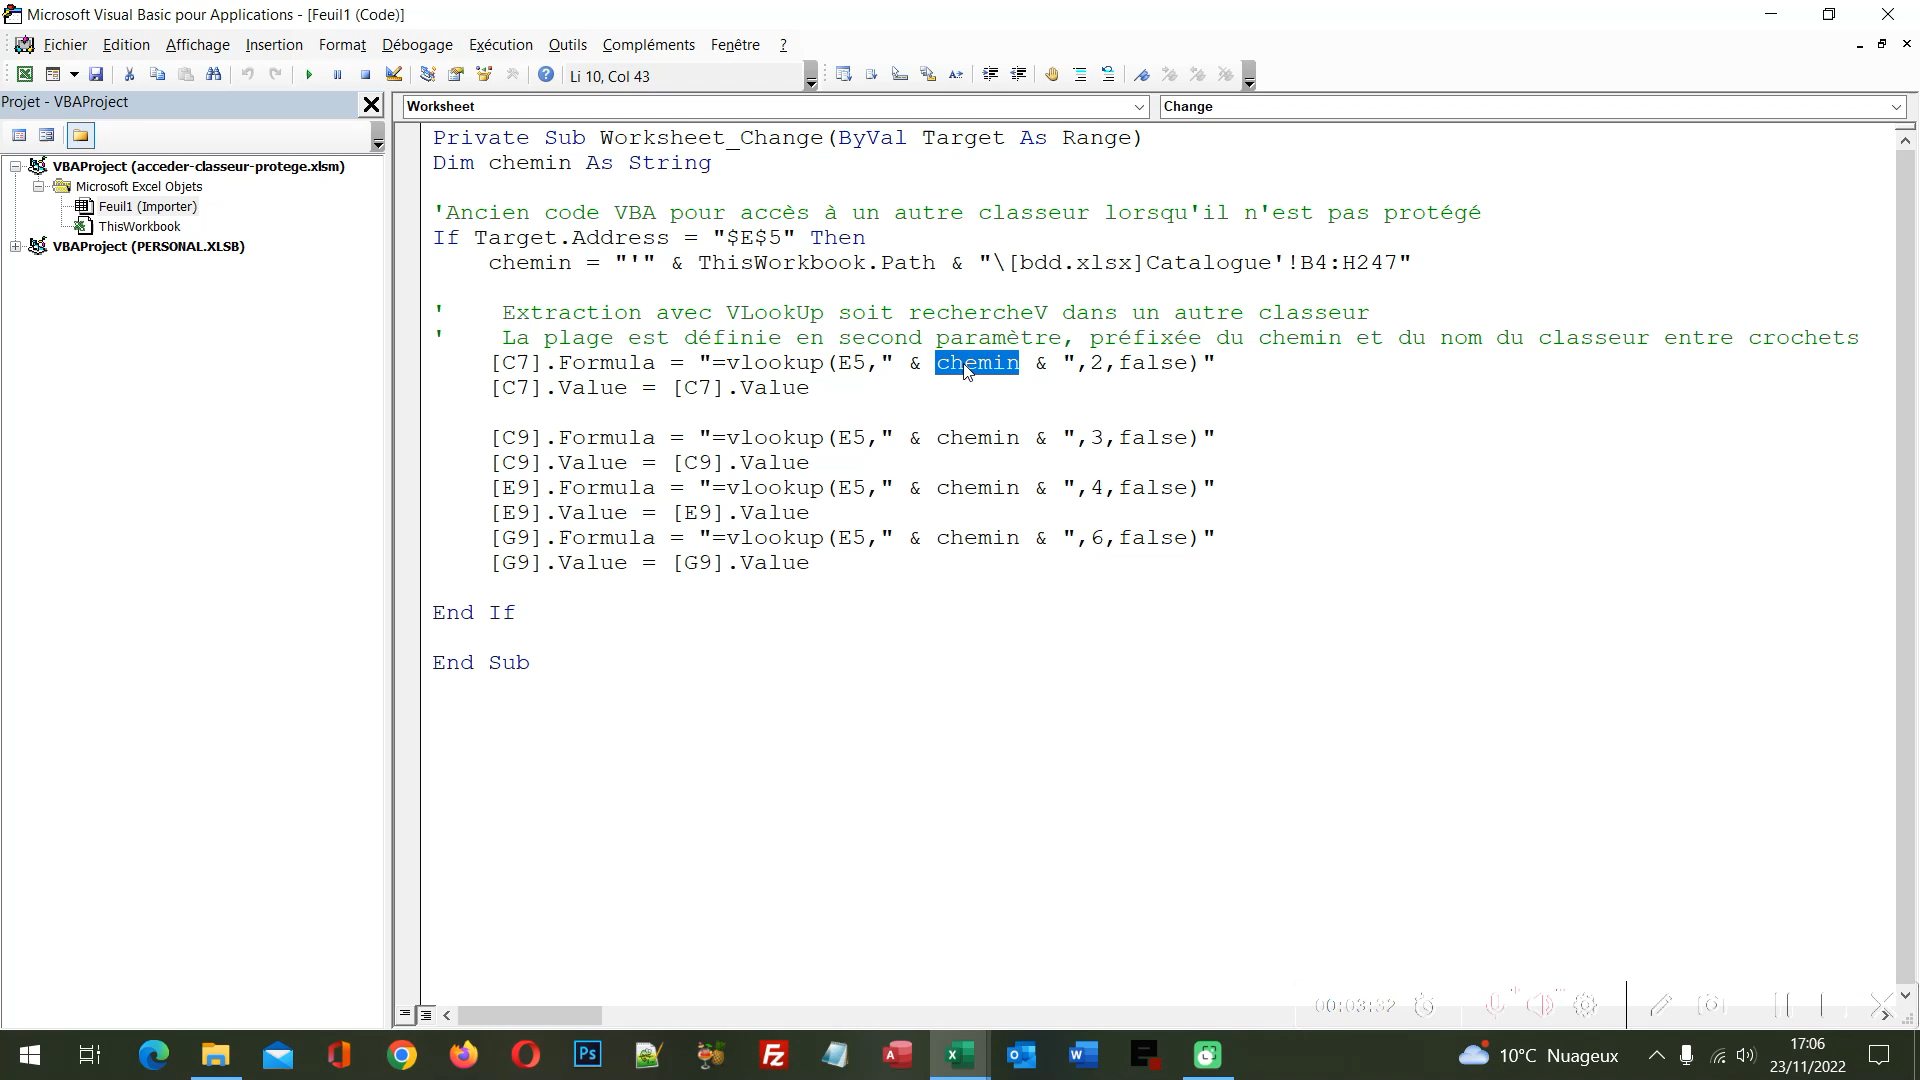 Microsoft Visual Basic pour Applications - [Feuil1 (Code)]
Fichier Edition Affichage Insertion Format Débogage Exécution Outils Compléments Fenêtre ?
Li 10, Col 43
Projet - VBAProject
Worksheet
Change
VBAProject (acceder-classeur-protege.xlsm)
Microsoft Excel Objets
Feuil1 (Importer)
ThisWorkbook
VBAProject (PERSONAL.XLSB)
Private Sub Worksheet_Change(ByVal Target As Range)
Dim chemin As String
'Ancien code VBA pour accès à un autre classeur lorsqu'il n'est pas protégé
If Target.Address = "$E$5" Then
chemin = "'" & ThisWorkbook.Path & "\[bdd.xlsx]Catalogue'!B4:H247"
' Extraction avec VLookUp soit rechercheV dans un autre classeur
' La plage est définie en second paramètre, préfixée du chemin et du nom du classeur entre crochets
[C7].Formula = "=vlookup(E5," & chemin & ",2,false)"
[C7].Value = [C7].Value
[C9].Formula = "=vlookup(E5," & chemin & ",3,false)"
[C9].Value = [C9].Value
[E9].Formula = "=vlookup(E5," & chemin & ",4,false)"
[E9].Value = [E9].Value
[G9].Formula = "=vlookup(E5," & chemin & ",6,false)"
[G9].Value = [G9].Value
End If
End Sub
00:03:32
10°C Nuageux
17:06
23/11/2022